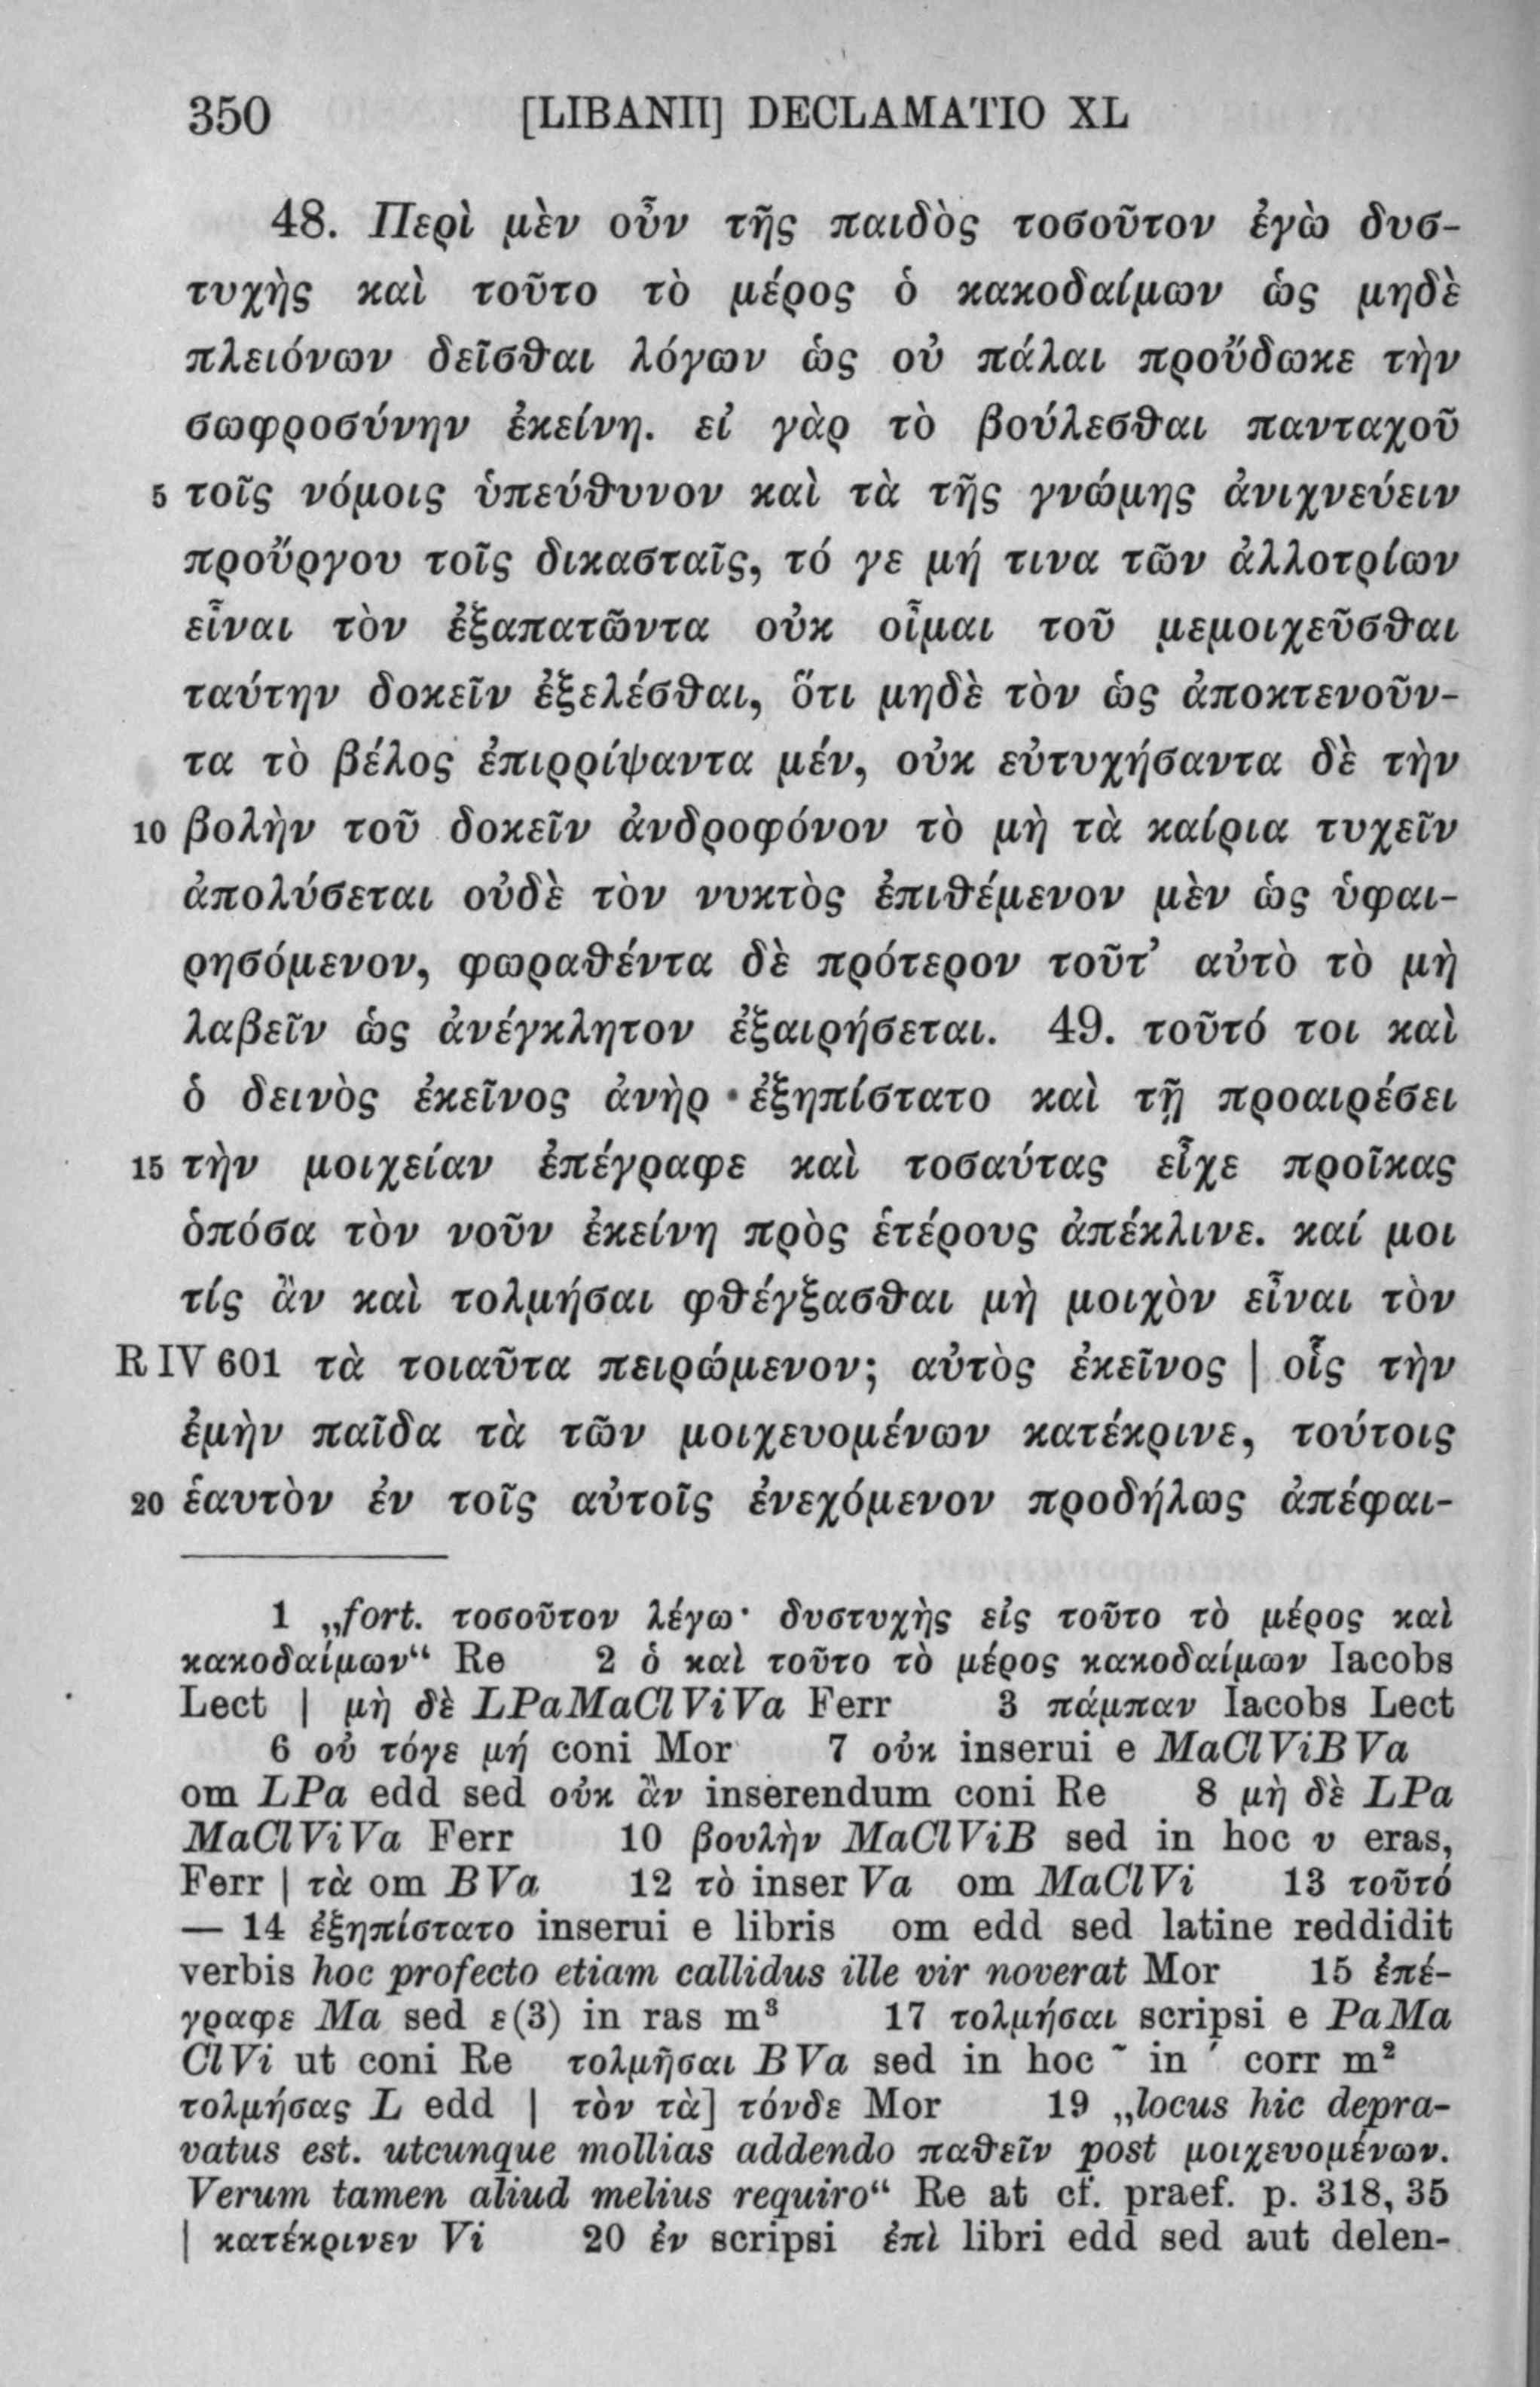 350 [LIBANII] DECLAMATIO XL
48. Περὶ μὲν οὖν τῆς παιδὸς τοσοῦτον ἐγὼ δυσ-
τυχὴς καὶ τοῦτο τὸ μέρος ὁ κακοδαίμων ὡς μηδὲ
πλειόνων δεῖσθαι λόγων ὡς οὐ πάλαι προὔδωκε τὴν
σωφροσύνην ἐκείνη. εἰ γὰρ τὸ βούλεσθαι πανταχοῦ
5 τοῖς νόμοις ὑπεύθυνον καὶ τὰ τῆς γνώμης ἀνιχνεύειν
προὔργου τοῖς δικασταῖς, τό γε μή τινα τῶν ἀλλοτρίων
εἶναι τὸν ἐξαπατῶντα οὐκ οἶμαι τοῦ μεμοιχεῦσθαι
ταύτην δοκεῖν ἐξελέσθαι, ὅτι μηδὲ τὸν ὡς ἀποκτενοῦν-
τα τὸ βέλος ἐπιρρίψαντα μέν, οὐκ εὐτυχήσαντα δὲ τὴν
10 βολὴν τοῦ δοκεῖν ἀνδροφόνον τὸ μὴ τὰ καίρια τυχεῖν
ἀπολύσεται οὐδὲ τὸν νυκτὸς ἐπιθέμενον μὲν ὡς ὑφαι-
ρησόμενον, φωραθέντα δὲ πρότερον τοῦτ’ αὐτὸ τὸ μὴ
λαβεῖν ὡς ἀνέγκλητον ἐξαιρήσεται. 49. τοῦτό τοι καὶ
ὁ δεινὸς ἐκεῖνος ἀνὴρ ἐξηπίστατο καὶ τῇ προαιρέσει
15 τὴν μοιχείαν ἐπέγραφε καὶ τοσαύτας εἶχε προῖκας
ὁπόσα τὸν νοῦν ἐκείνη πρὸς ἑτέρους ἀπέκλινε. καί μοι
τίς ἂν καὶ τολμήσαι φθέγξασθαι μὴ μοιχὸν εἶναι τὸν
R IV 601 τὰ τοιαῦτα πειρώμενον; αὐτὸς ἐκεῖνος | οἷς τὴν
ἐμὴν παῖδα τὰ τῶν μοιχευομένων κατέκρινε, τούτοις
20 ἑαυτὸν ἐν τοῖς αὐτοῖς ἐνεχόμενον προδήλως ἀπέφαι-
1 „fort. τοσοῦτον λέγω· δυστυχὴς εἰς τοῦτο τὸ μέρος καὶ
κακοδαίμων“ Re 2 ὁ καὶ τοῦτο τὸ μέρος κακοδαίμων Iacobs
Lect | μὴ δὲ LPaMaClViVa Ferr 3 πάμπαν Iacobs Lect
6 οὐ τόγε μή coni Mor 7 οὐκ inserui e MaClViBVa
om LPa edd sed οὐκ ἂν inserendum coni Re 8 μὴ δὲ LPa
MaClViVa Ferr 10 βουλὴν MaClViB sed in hoc υ eras,
Ferr | τὰ om BVa 12 τὸ inser Va om MaClVi 13 τοῦτό
— 14 ἐξηπίστατο inserui e libris om edd sed latine reddidit
verbis hoc profecto etiam callidus ille vir noverat Mor 15 ἐπέ-
γραφε Ma sed ε(3) in ras m³ 17 τολμήσαι scripsi e PaMa
ClVi ut coni Re τολμῆσαι BVa sed in hoc ˜ in ´ corr m²
τολμήσας L edd | τὸν τὰ] τόνδε Mor 19 „locus hic depra-
vatus est. utcunque mollias addendo παθεῖν post μοιχευομένων.
Verum tamen aliud melius requiro“ Re at cf. praef. p. 318, 35
| κατέκρινεν Vi 20 ἐν scripsi ἐπὶ libri edd sed aut delen-